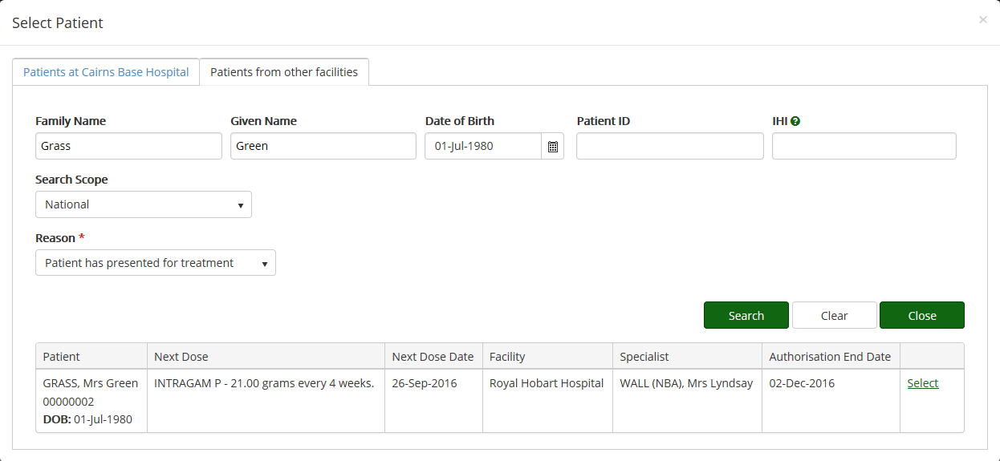 Select Patient ×
Patients at Cairns Base Hospital Patients from other facilities
Family Name Given Name Date of Birth Patient ID IHI ?
Grass Green 01-Jul-1980
Search Scope
National
Reason *
Patient has presented for treatment
Search Clear Close
Patient Next Dose Next Dose Date Facility Specialist Authorisation End Date
GRASS, Mrs Green INTRAGAM P - 21.00 grams every 4 weeks. 26-Sep-2016 Royal Hobart Hospital WALL (NBA), Mrs Lyndsay 02-Dec-2016 Select
00000002
DOB: 01-Jul-1980